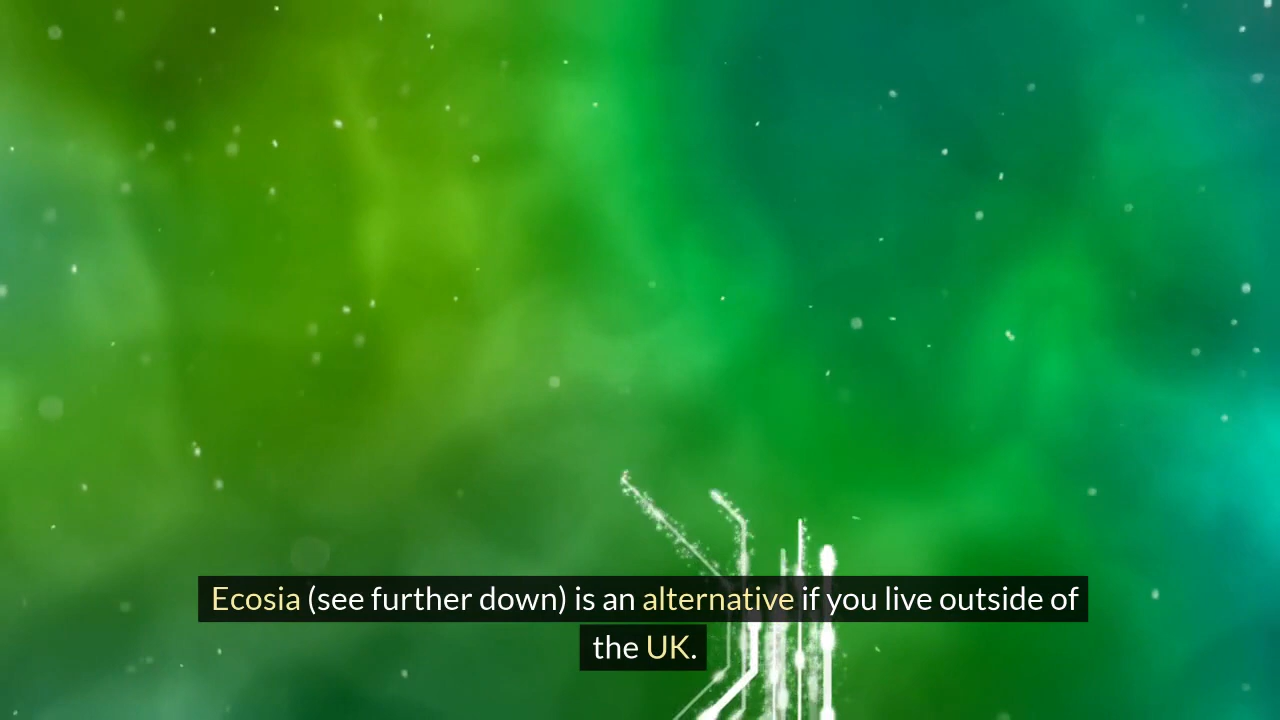 Ecosia (see further down) is an alternative if you live outside of
the UK.